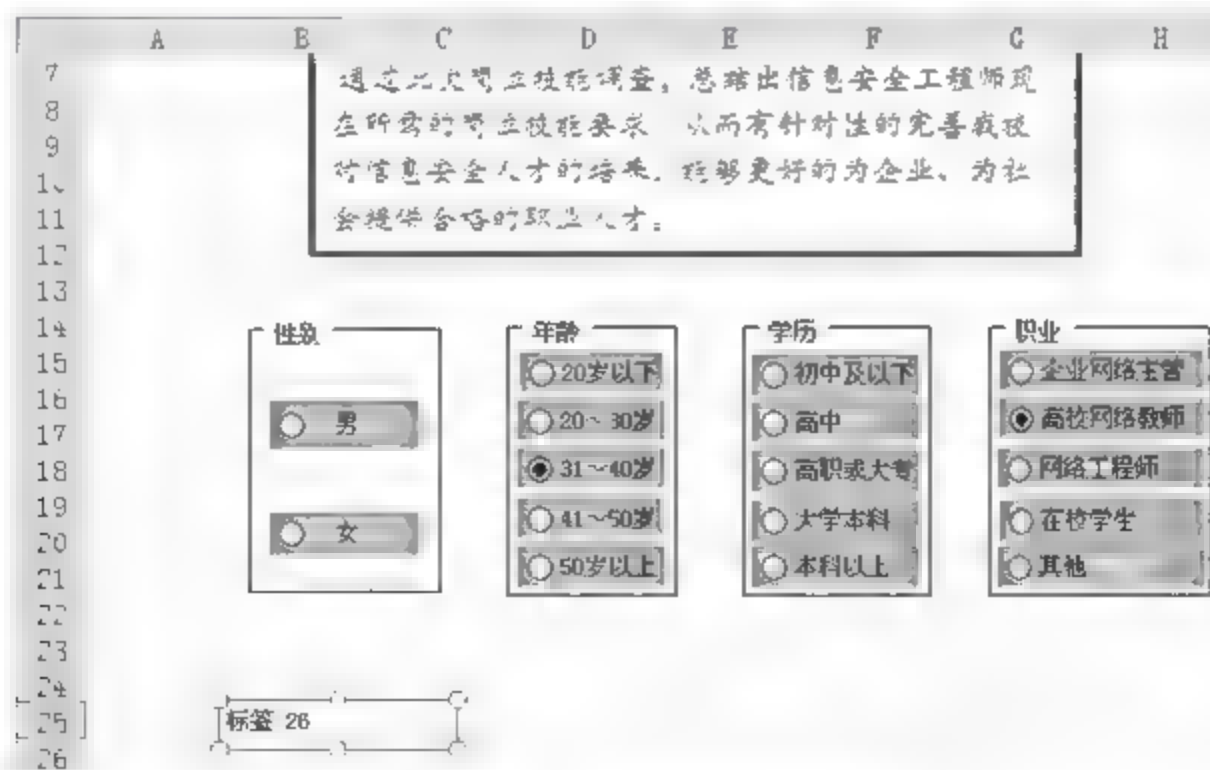 A B C D E F G H
7
通过此次职业技能调查，总结出信息安全工程师现
8
在所需的职业技能要求 从而有针对性的完善我校
9
对信息安全人才的培养，能够更好的为企业、为社
11
会提供合格的职业人才。
13
14
性别 年龄 学历 职业
15
20岁以下 初中及以下 企业网络主管
16
男 20～30岁 高中 高校网络教师
17
18
31～40岁 高职或大专 网络工程师
19
女 41～50岁 大学本科 在校学生
20
21
50岁以上 本科以上 其他
22
23
24
25
标签 26
26